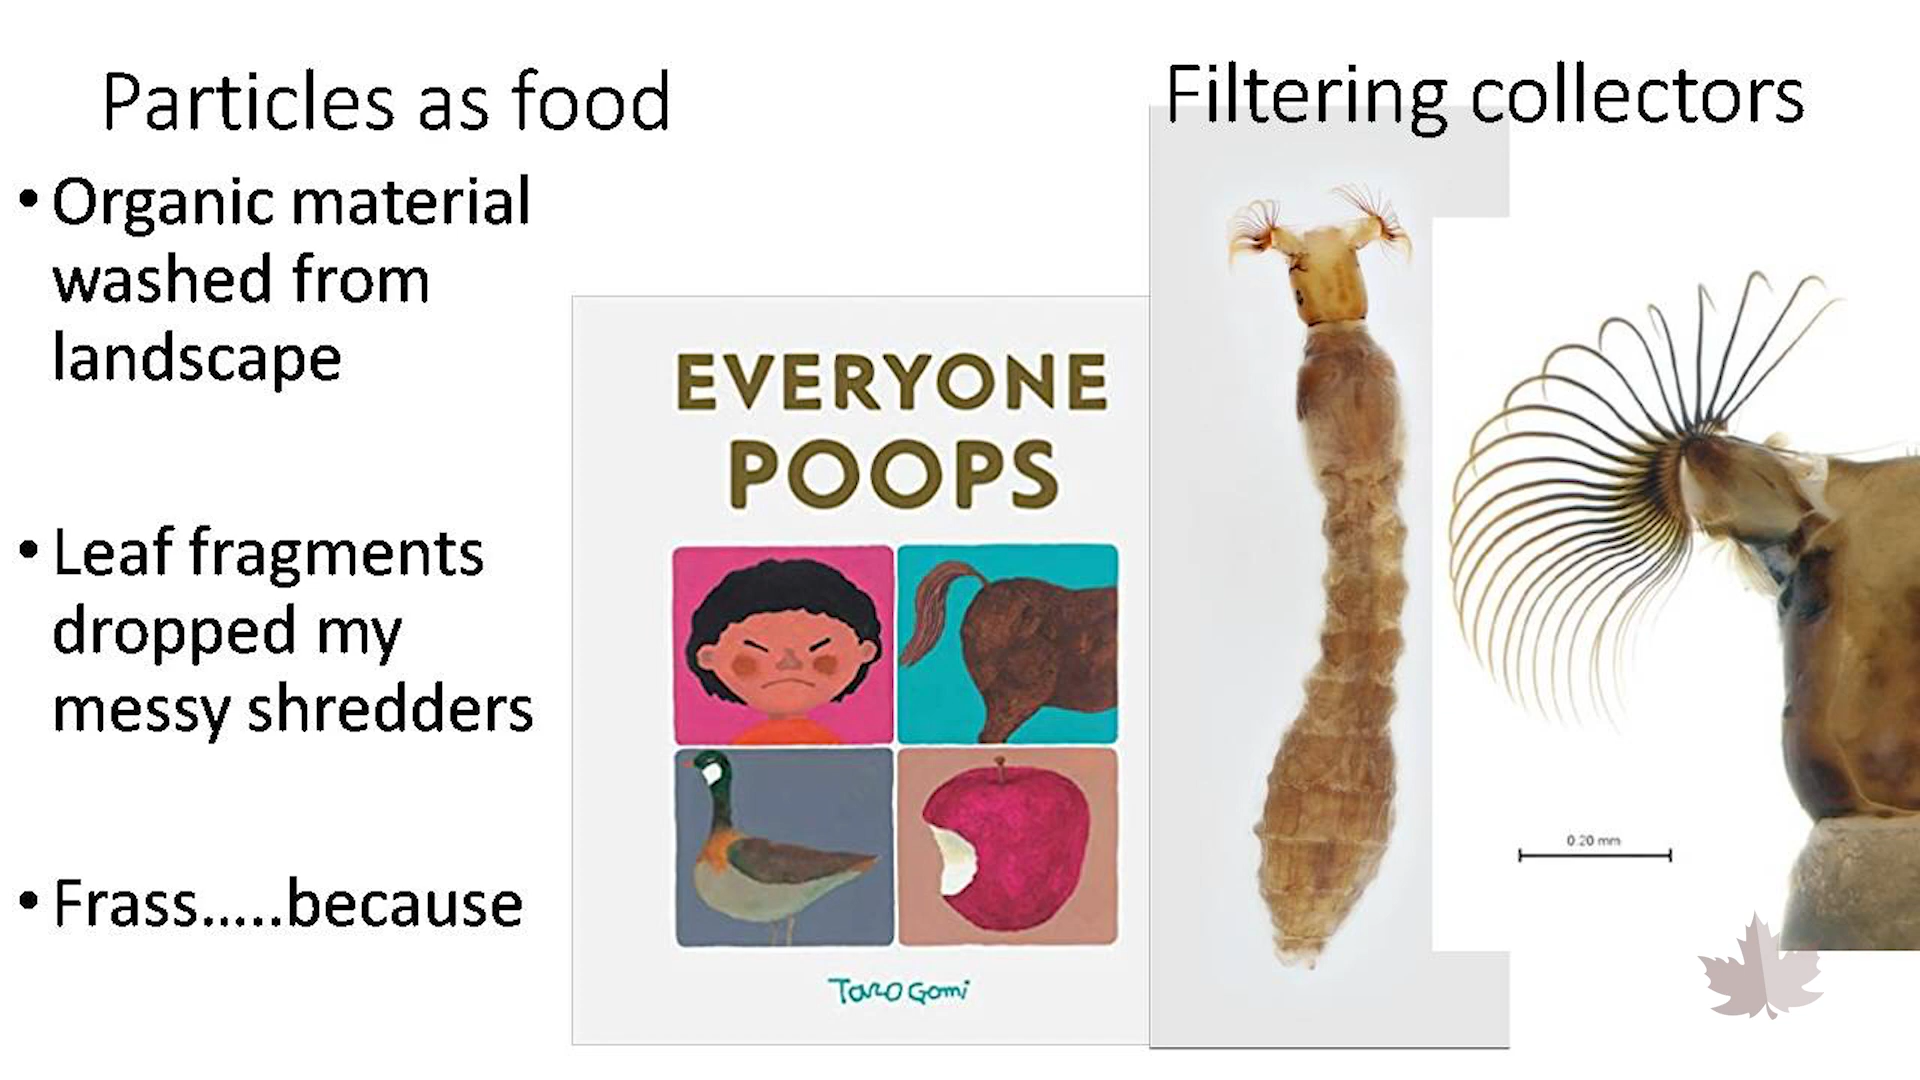 Particles as food
• Organic material
washed from
landscape
• Leaf fragments
dropped my
messy shredders
• Frass.....because
EVERYONE
POOPS
Taro Gomi
Filtering collectors
0.20 mm